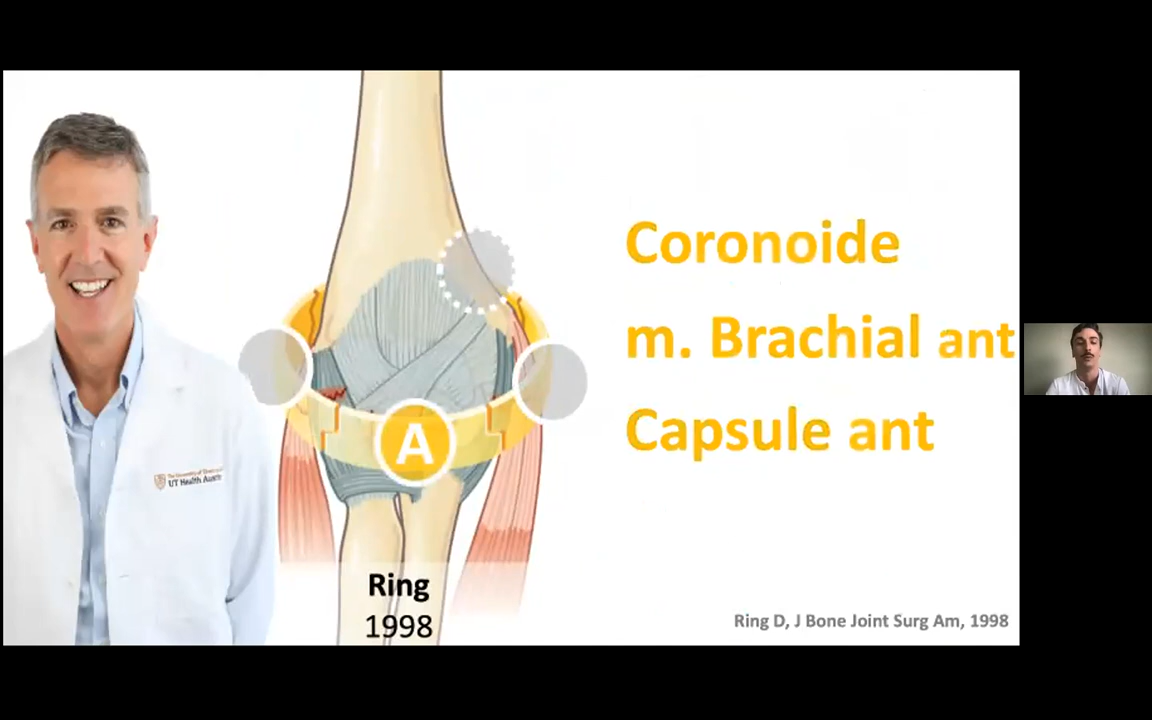 Coronoide
m. Brachial ant
Capsule ant
A
UT Health Austin
Ring
1998
Ring D, J Bone Joint Surg Am, 1998